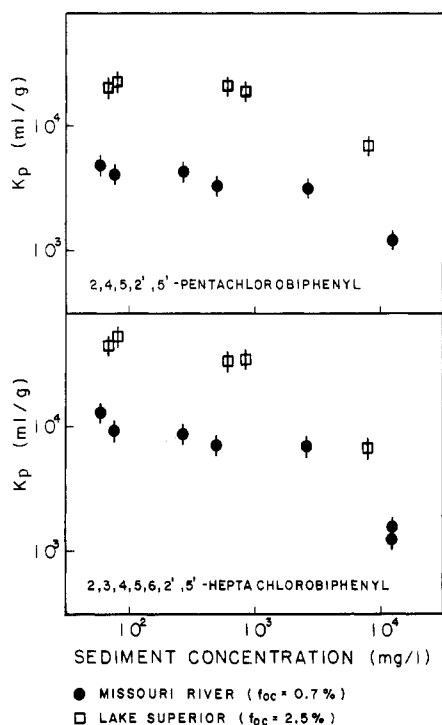 Kp (ml/g)
10⁴
10³
2,4,5,2',5'-PENTACHLOROBIPHENYL
Kp (ml/g)
10⁴
10³
2,3,4,5,6,2',5'-HEPTACHLOROBIPHENYL
10² 10³ 10⁴
SEDIMENT CONCENTRATION (mg/l)
● MISSOURI RIVER (foc = 0.7%)
□ LAKE SUPERIOR (foc = 2.5%)